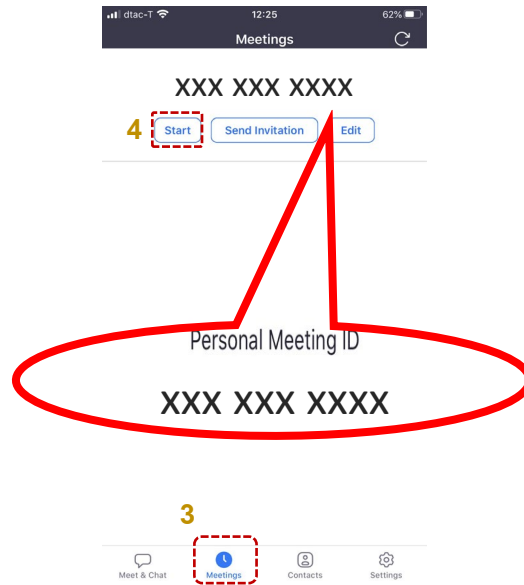 dtac-T 12:25 62%
Meetings
XXX XXX XXXX
4 Start Send Invitation Edit
Personal Meeting ID
XXX XXX XXXX
3
Meet & Chat Meetings Contacts Settings